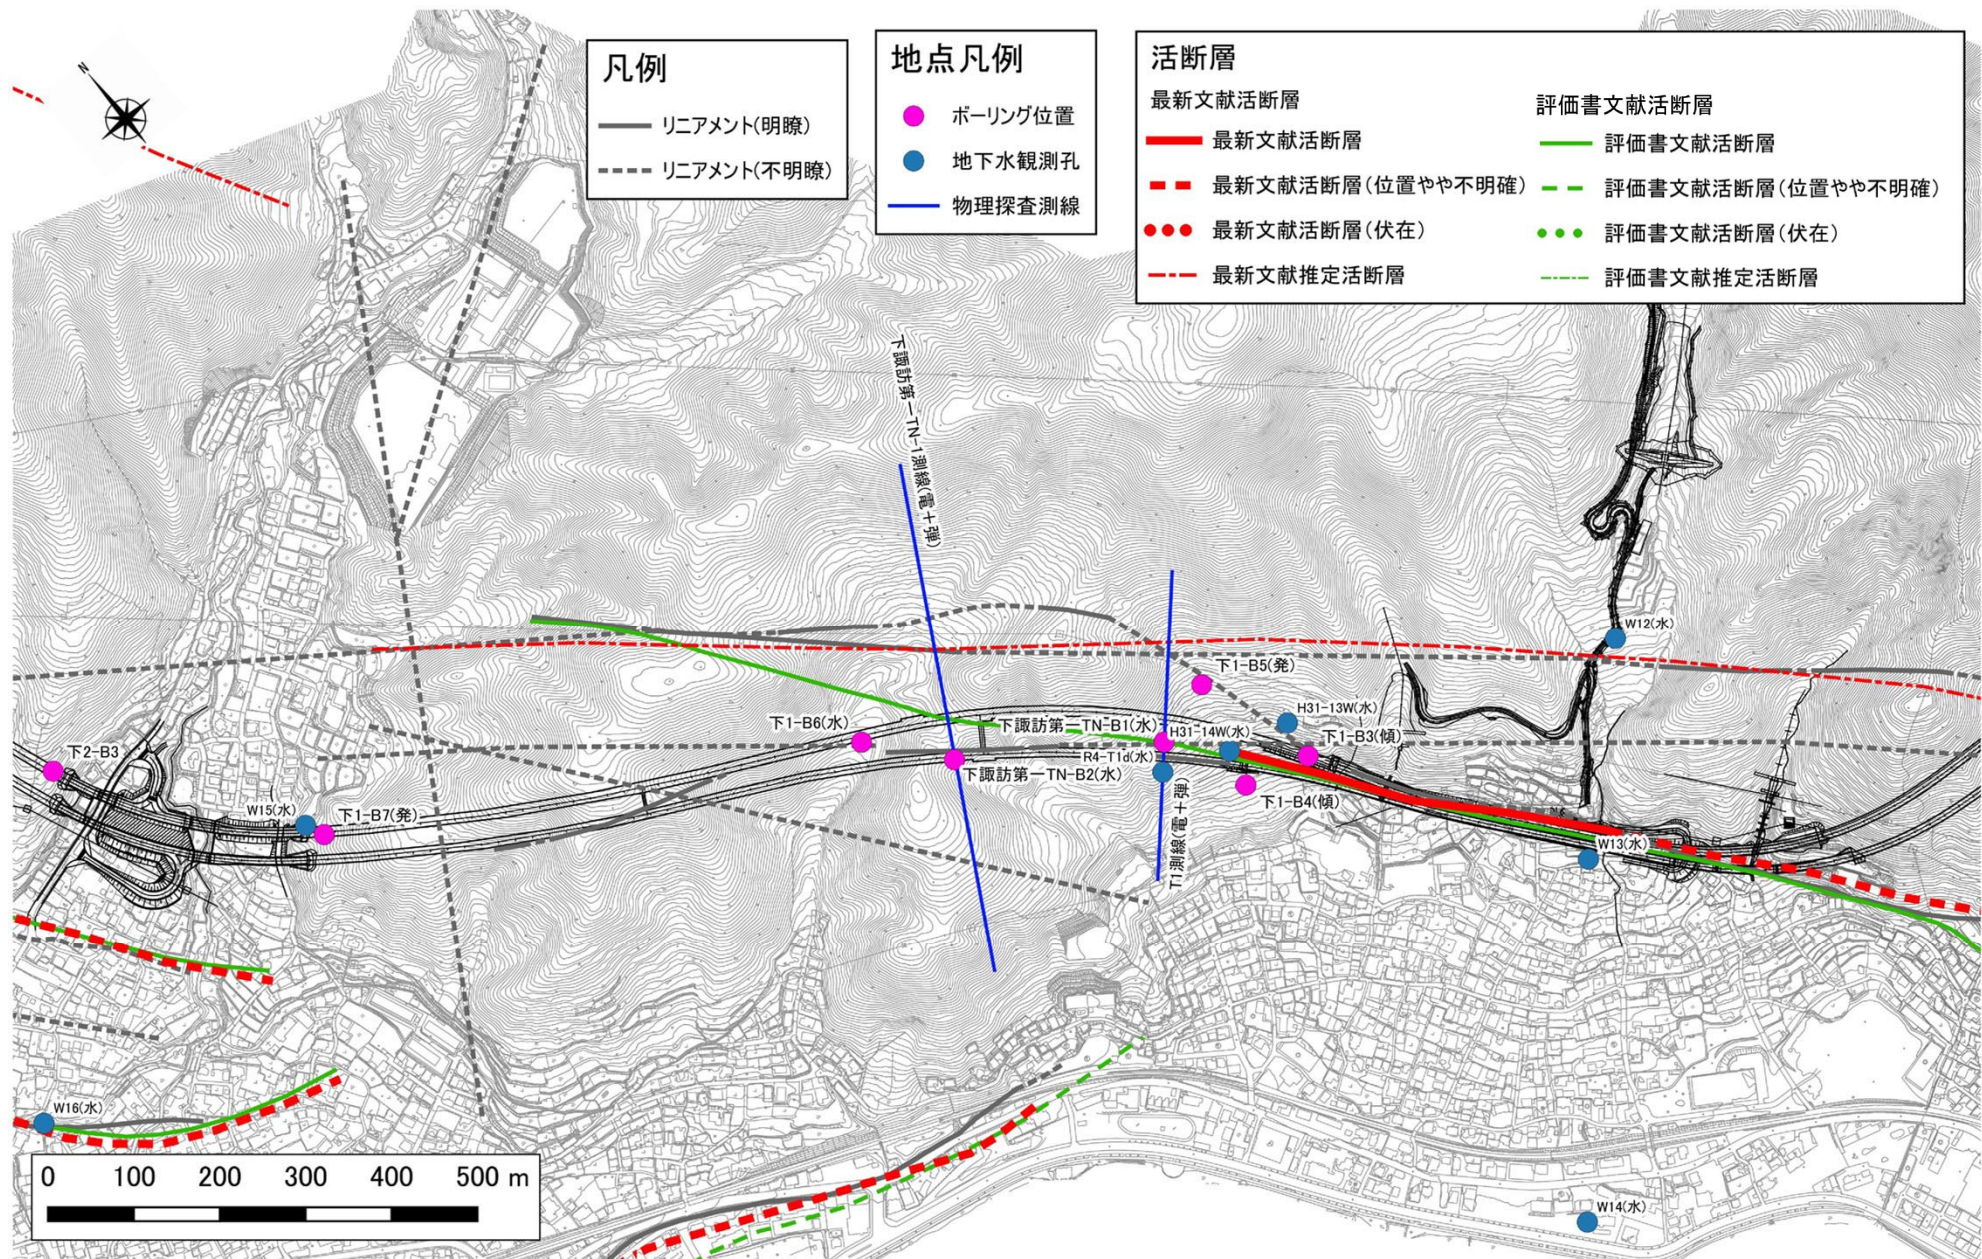 N
凡例
リニアメント(明瞭)
リニアメント(不明瞭)
地点凡例
ボーリング位置
地下水観測孔
物理探査測線
活断層
最新文献活断層
最新文献活断層
最新文献活断層(位置やや不明確)
最新文献活断層(伏在)
最新文献推定活断層
評価書文献活断層
評価書文献活断層
評価書文献活断層(位置やや不明確)
評価書文献活断層(伏在)
評価書文献推定活断層
下諏訪第一TN-1測線(電+弾)
W12(水)
下1-B5(発)
H31-13W(水)
下1-B6(水)
下諏訪第一TN-B1(水)
H31-14W(水)
下1-B3(傾)
下2-B3
R4-T1d(水)
下諏訪第一TN-B2(水)
下1-B4(傾)
T1測線(電+弾)
W15(水)
下1-B7(発)
W13(水)
W16(水)
W14(水)
0 100 200 300 400 500 m